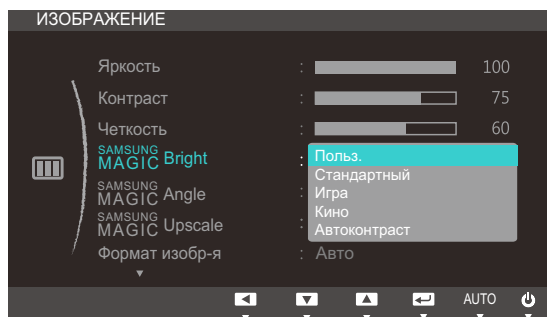 ИЗОБРАЖЕНИЕ
Яркость : 100
Контраст : 75
Четкость : 60
SAMSUNG MAGIC Bright : Польз.
Стандартный
Игра
Кино
Автоконтраст
SAMSUNG MAGIC Angle :
SAMSUNG MAGIC Upscale :
Формат изобр-я : Авто
AUTO